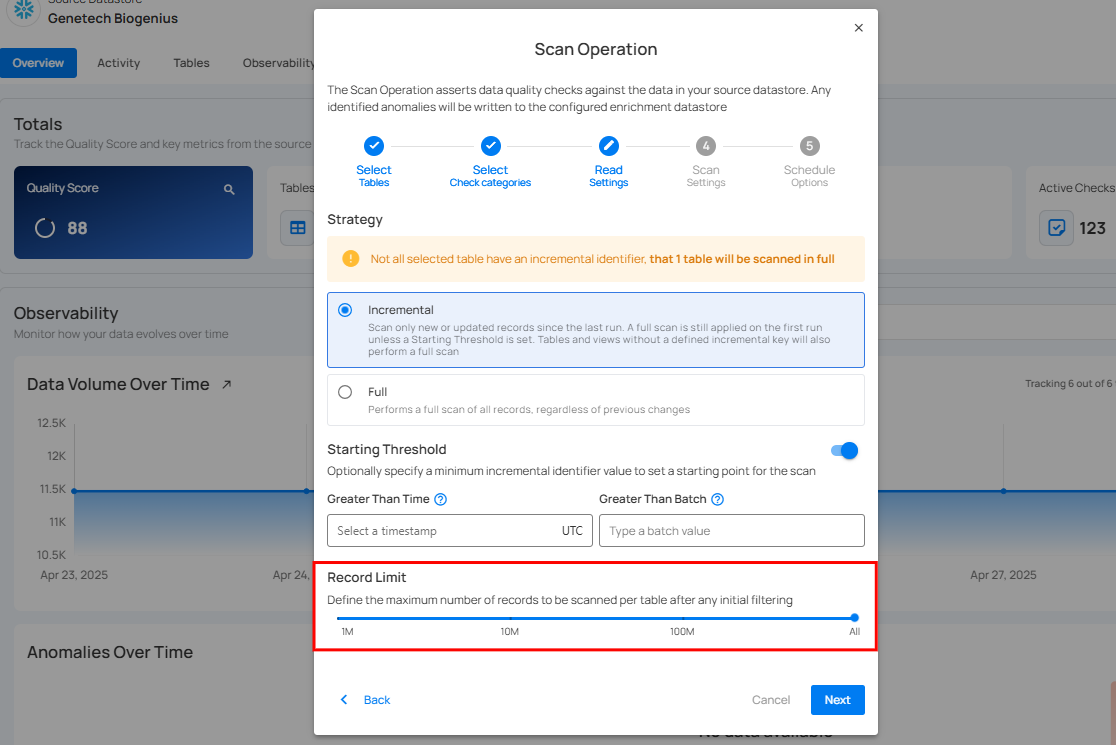 Source Datastore
Genetech Biogenius
Overview Activity Tables Observability
Totals
Track the Quality Score and key metrics from the source
Quality Score
88
Tables
Active Checks
123
Observability
Monitor how your data evolves over time
Data Volume Over Time
Tracking 6 out of 6
12.5K
12K
11.5K
11K
10.5K
Apr 23, 2025 Apr 24, Apr 27, 2025
Anomalies Over Time
No data available
Scan Operation
The Scan Operation asserts data quality checks against the data in your source datastore. Any
identified anomalies will be written to the configured enrichment datastore
Select
Tables
Select
Check categories
Read
Settings
4
Scan
Settings
5
Schedule
Options
Strategy
Not all selected table have an incremental identifier, that 1 table will be scanned in full
Incremental
Scan only new or updated records since the last run. A full scan is still applied on the first run
unless a Starting Threshold is set. Tables and views without a defined incremental key will also
perform a full scan
Full
Performs a full scan of all records, regardless of previous changes
Starting Threshold
Optionally specify a minimum incremental identifier value to set a starting point for the scan
Greater Than Time Greater Than Batch
Select a timestamp UTC Type a batch value
Record Limit
Define the maximum number of records to be scanned per table after any initial filtering
1M 10M 100M All
Back Cancel Next